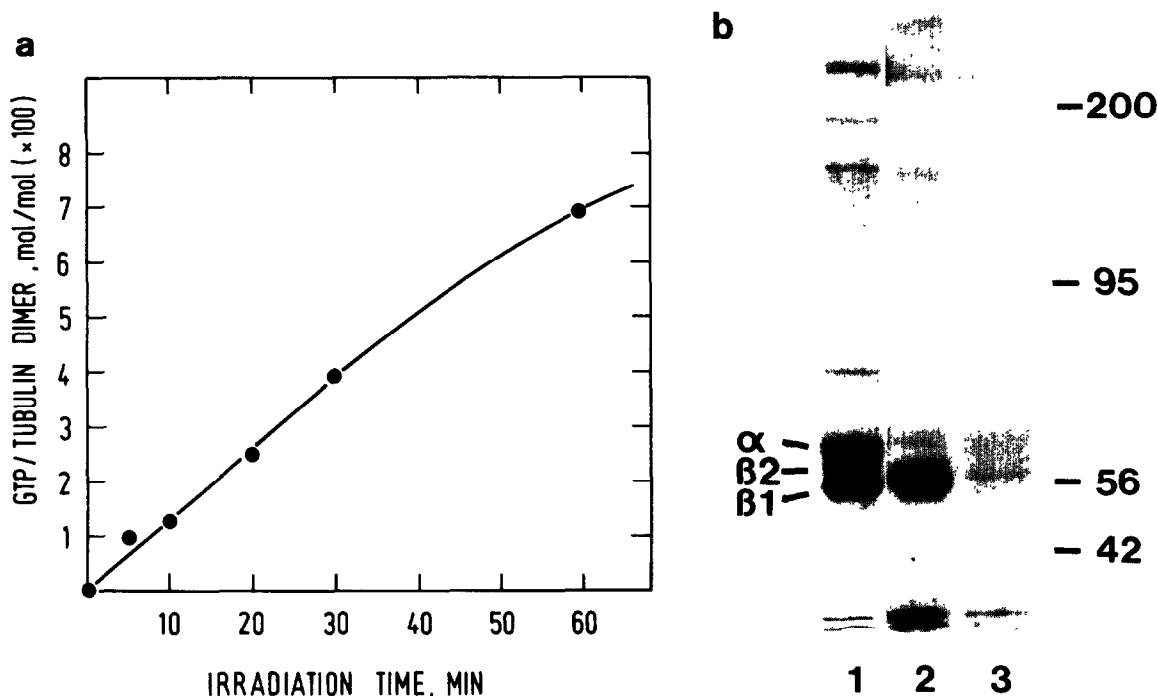 a
GTP / TUBULIN DIMER , mol/mol (×100)
8
7
6
5
4
3
2
1
10 20 30 40 50 60
IRRADIATION TIME, MIN
b
–200
– 95
α
β2
β1
– 56
– 42
1 2 3